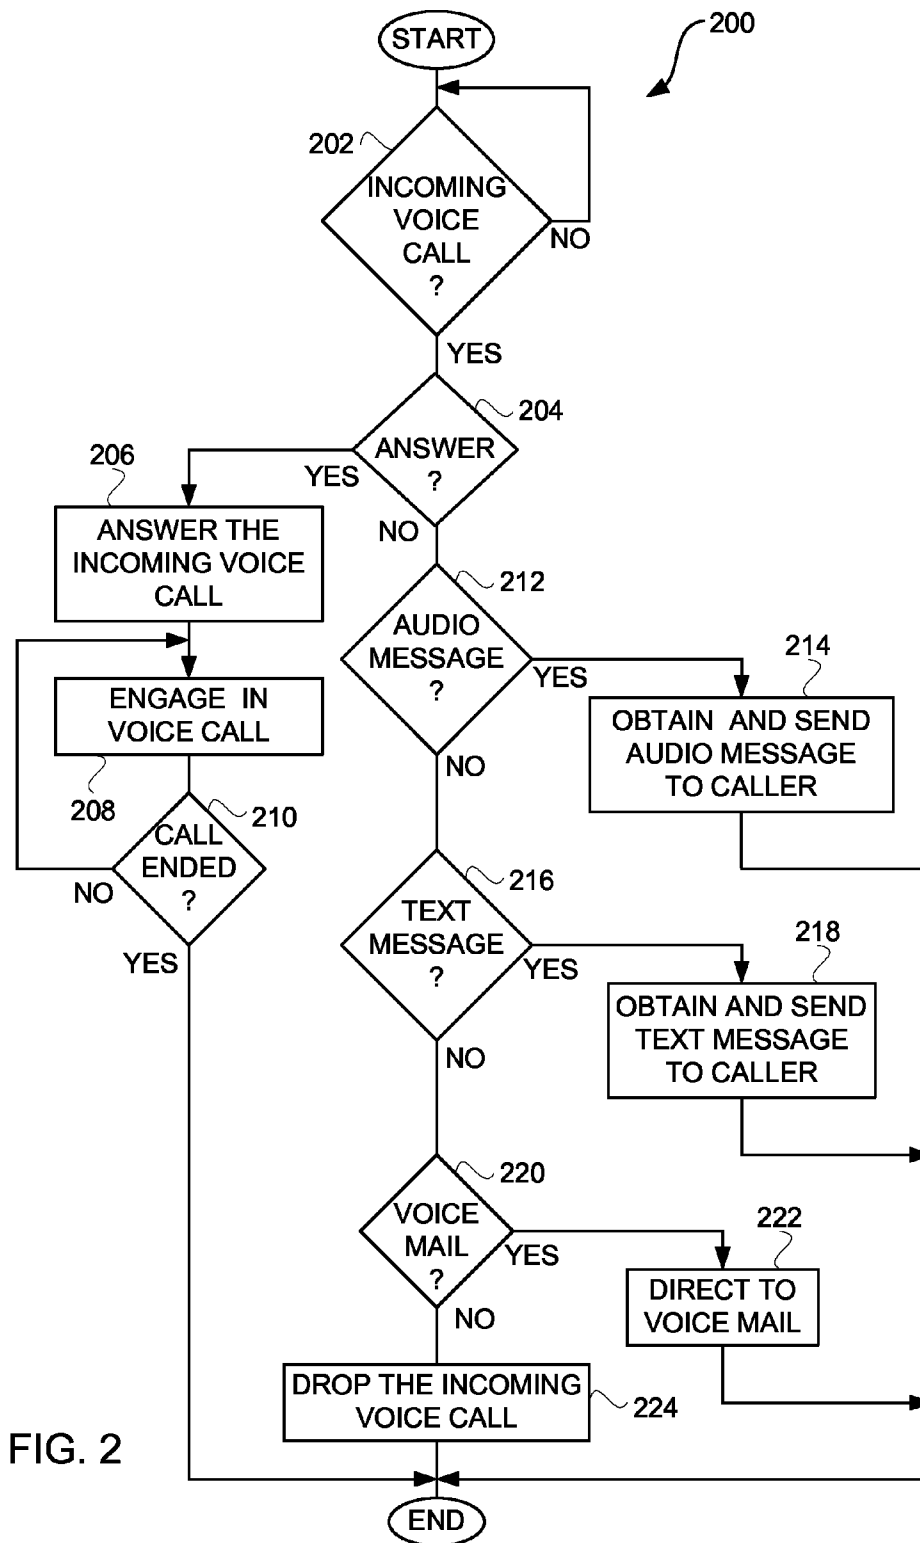 START
200
202
INCOMING
VOICE
CALL
?
NO
YES
204
ANSWER
?
YES
NO
206
ANSWER THE
INCOMING VOICE
CALL
212
AUDIO
MESSAGE
?
YES
NO
214
OBTAIN AND SEND
AUDIO MESSAGE
TO CALLER
ENGAGE IN
VOICE CALL
208
210
CALL
ENDED
?
NO
YES
216
TEXT
MESSAGE
?
YES
NO
218
OBTAIN AND SEND
TEXT MESSAGE
TO CALLER
220
VOICE
MAIL
?
YES
NO
222
DIRECT TO
VOICE MAIL
DROP THE INCOMING
VOICE CALL
224
FIG. 2
END